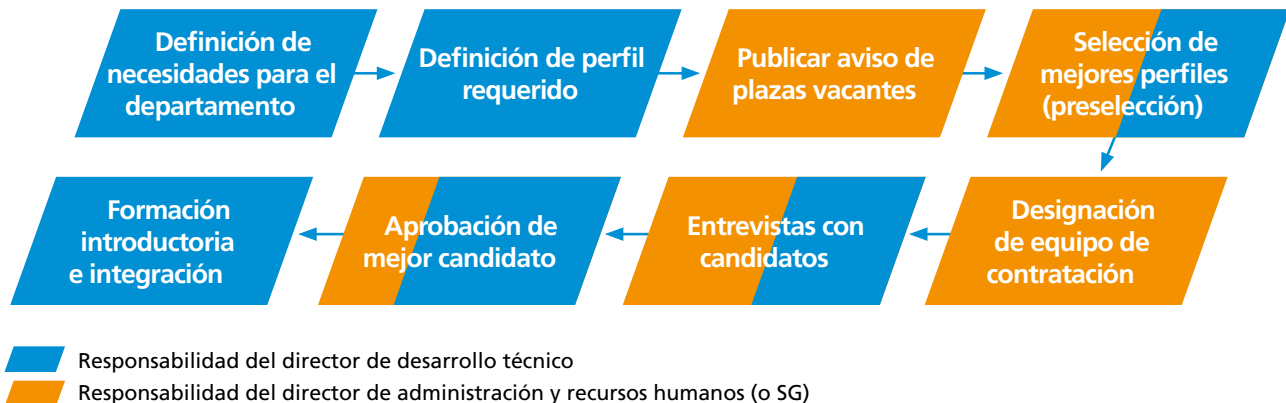 Definición de
necesidades para el
departamento
Definición de perfil
requerido
Publicar aviso de
plazas vacantes
Selección de
mejores perfiles
(preselección)
Designación
de equipo de
contratación
Entrevistas con
candidatos
Aprobación de
mejor candidato
Formación
introductoria
e integración
Responsabilidad del director de desarrollo técnico
Responsabilidad del director de administración y recursos humanos (o SG)